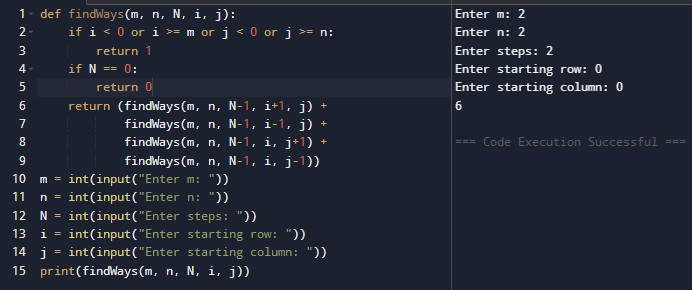 1 def findWays(m, n, N, i, j):
2     if i < 0 or i >= m or j < 0 or j >= n:
3         return 1
4     if N == 0:
5         return 0
6     return (findWays(m, n, N-1, i+1, j) +
7             findWays(m, n, N-1, i-1, j) +
8             findWays(m, n, N-1, i, j+1) +
9             findWays(m, n, N-1, i, j-1))
10 m = int(input("Enter m: "))
11 n = int(input("Enter n: "))
12 N = int(input("Enter steps: "))
13 i = int(input("Enter starting row: "))
14 j = int(input("Enter starting column: "))
15 print(findWays(m, n, N, i, j))
Enter m: 2
Enter n: 2
Enter steps: 2
Enter starting row: 0
Enter starting column: 0
6
=== Code Execution Successful ===